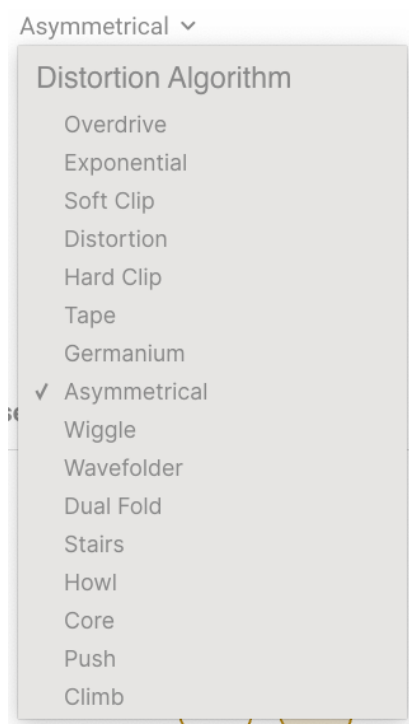 Asymmetrical
Distortion Algorithm
Overdrive
Exponential
Soft Clip
Distortion
Hard Clip
Tape
Germanium
✓ Asymmetrical
Wiggle
Wavefolder
Dual Fold
Stairs
Howl
Core
Push
Climb